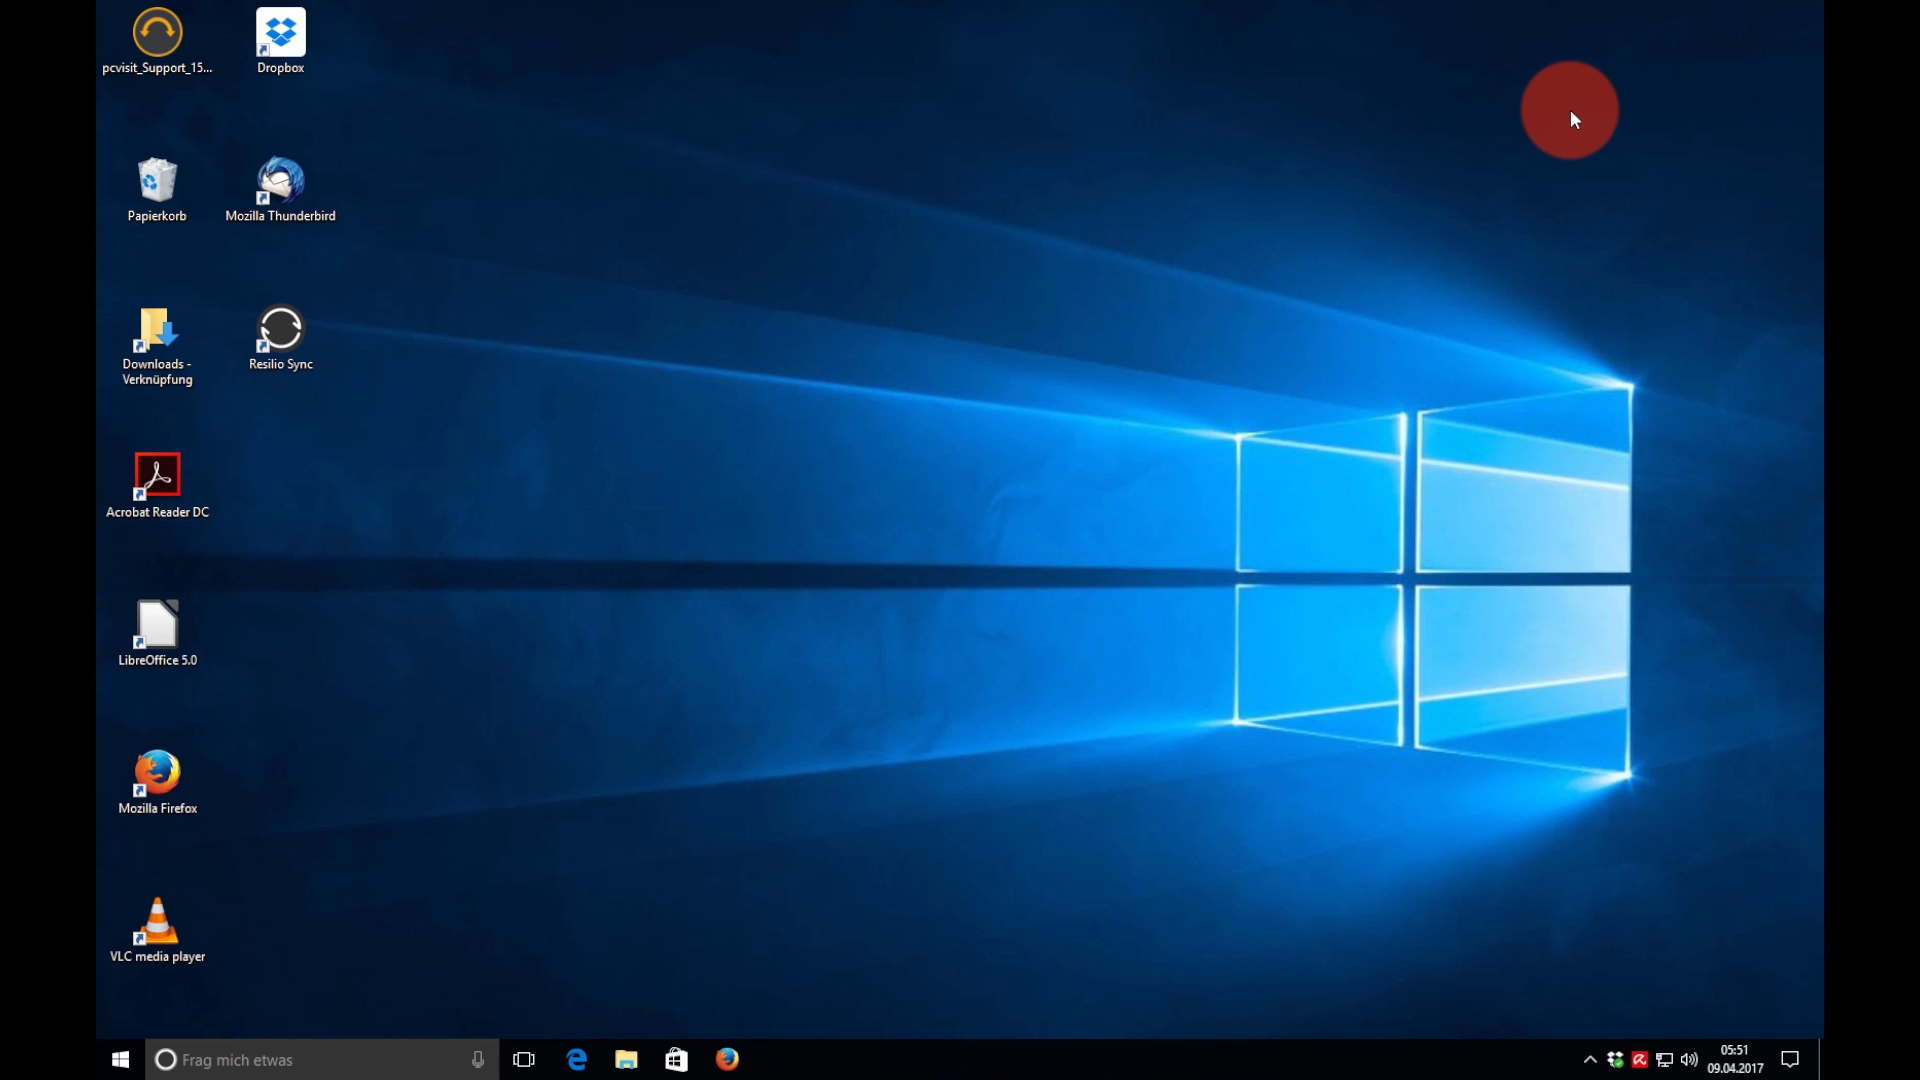 pcvisit_Support_15...
Dropbox
Papierkorb
Mozilla Thunderbird
Downloads -
Verknüpfung
Resilio Sync
Acrobat Reader DC
LibreOffice 5.0
Mozilla Firefox
VLC media player
Frag mich etwas
05:51
09.04.2017